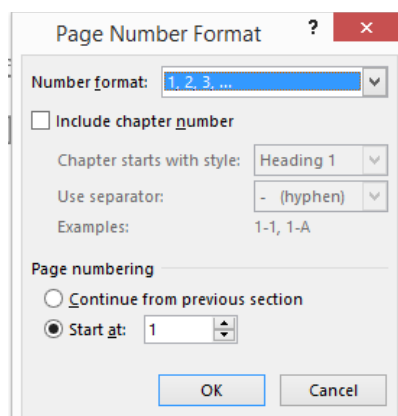 Page Number Format ? ×
Number format: 1, 2, 3, ...
Include chapter number
Chapter starts with style: Heading 1
Use separator: - (hyphen)
Examples: 1-1, 1-A
Page numbering
Continue from previous section
Start at: 1
OK Cancel